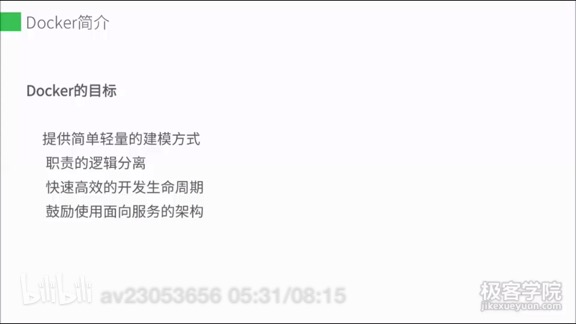 Docker简介
Docker的目标
提供简单轻量的建模方式
职责的逻辑分离
快速高效的开发生命周期
鼓励使用面向服务的架构
bilibili av23053656 05:31/08:15
极客学院
jikexueyuan.com